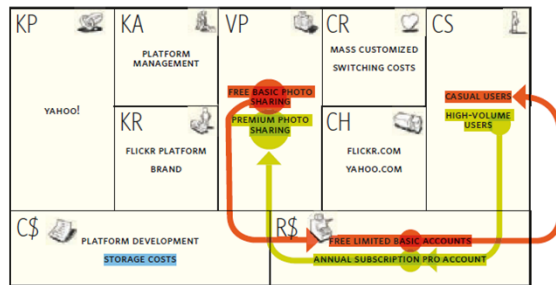 KP
YAHOO!
KA
PLATFORM
MANAGEMENT
KR
FLICKR PLATFORM
BRAND
VP
FREE BASIC PHOTO
SHARING
PREMIUM PHOTO
SHARING
CR
MASS CUSTOMIZED
SWITCHING COSTS
CH
FLICKR.COM
YAHOO.COM
CS
CASUAL USERS
HIGH-VOLUME
USERS
C$
PLATFORM DEVELOPMENT
STORAGE COSTS
R$
FREE LIMITED BASIC ACCOUNTS
ANNUAL SUBSCRIPTION PRO ACCOUNT